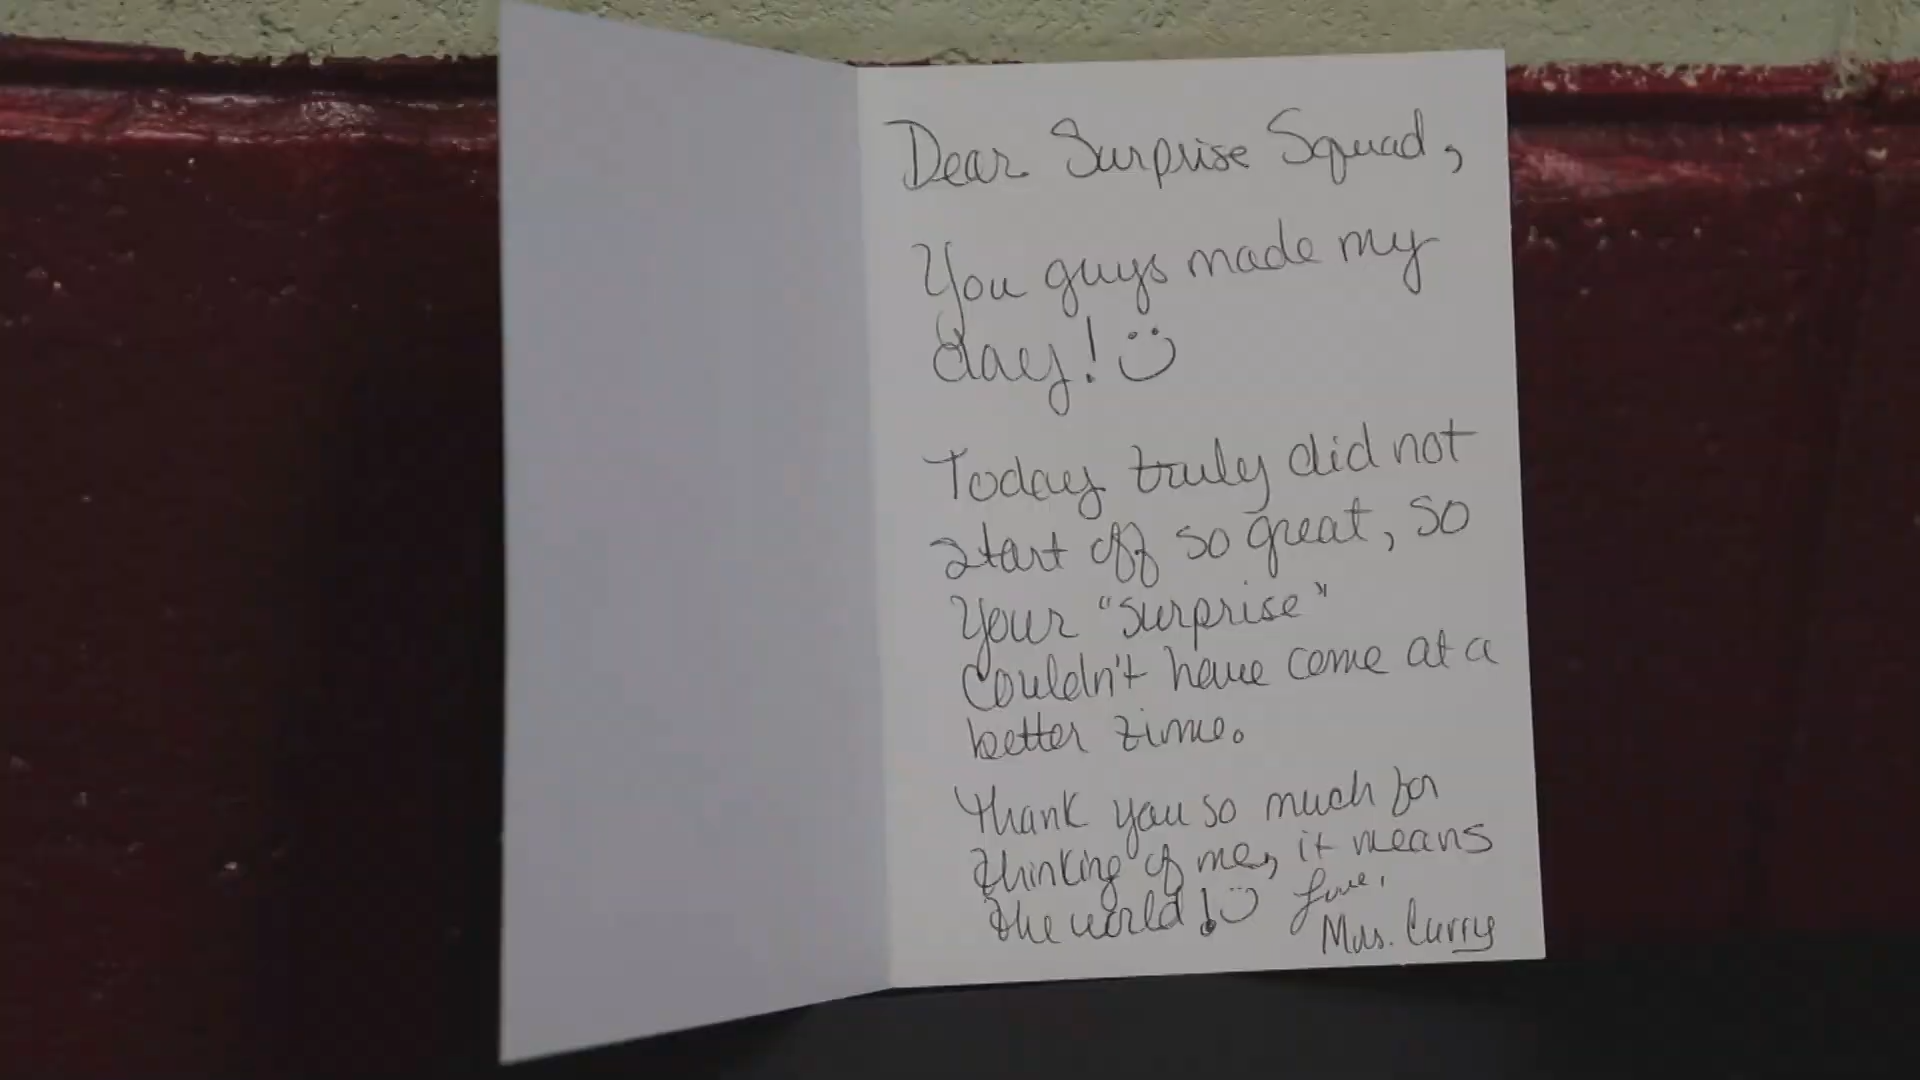 Dear Surprise Squad,
You guys made my
day! :)
Today truly did not
start off so great, so
your "surprise"
couldn't have come at a
better time.
Thank you so much for
thinking of me, it means
the world! :) Love,
Mrs. Curry